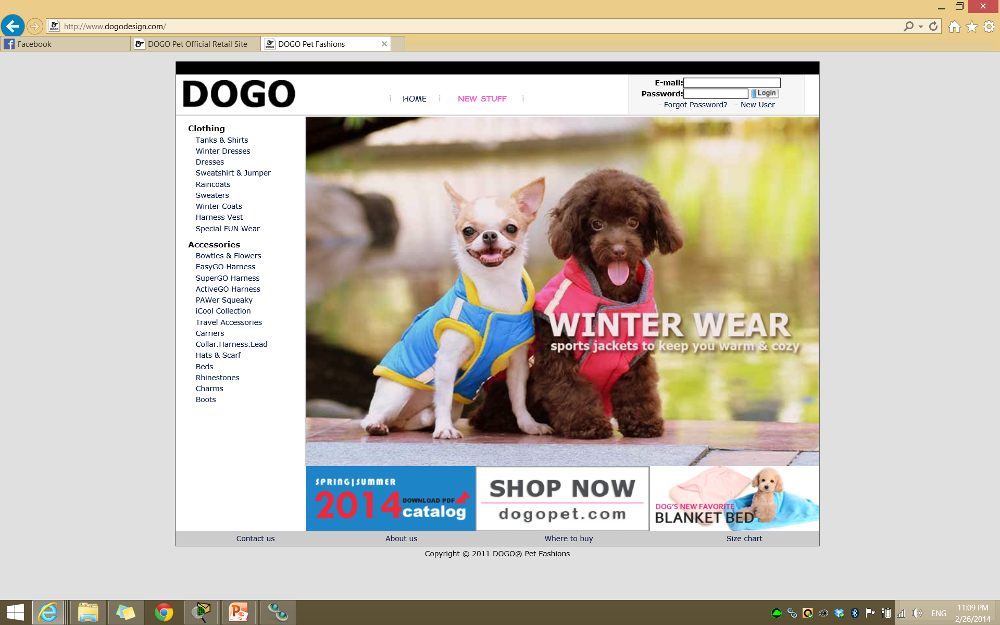 http://www.dogodesign.com/
Facebook
DOGO Pet Official Retail Site
DOGO Pet Fashions
DOGO
HOME
NEW STUFF
E-mail:
Password:
Login
- Forgot Password?
- New User
Clothing
Tanks & Shirts
Winter Dresses
Dresses
Sweatshirt & Jumper
Raincoats
Sweaters
Winter Coats
Harness Vest
Special FUN Wear
Accessories
Bowties & Flowers
EasyGO Harness
SuperGO Harness
ActiveGO Harness
PAWer Squeaky
iCool Collection
Travel Accessories
Carriers
Collar.Harness.Lead
Hats & Scarf
Beds
Rhinestones
Charms
Boots
WINTER WEAR
sports jackets to keep you warm & cozy
SPRING|SUMMER
2014
DOWNLOAD PDF
catalog
SHOP NOW
dogopet.com
DOG'S NEW FAVORITE
BLANKET BED
Contact us
About us
Where to buy
Size chart
Copyright © 2011 DOGO® Pet Fashions
ENG
11:09 PM
2/26/2014